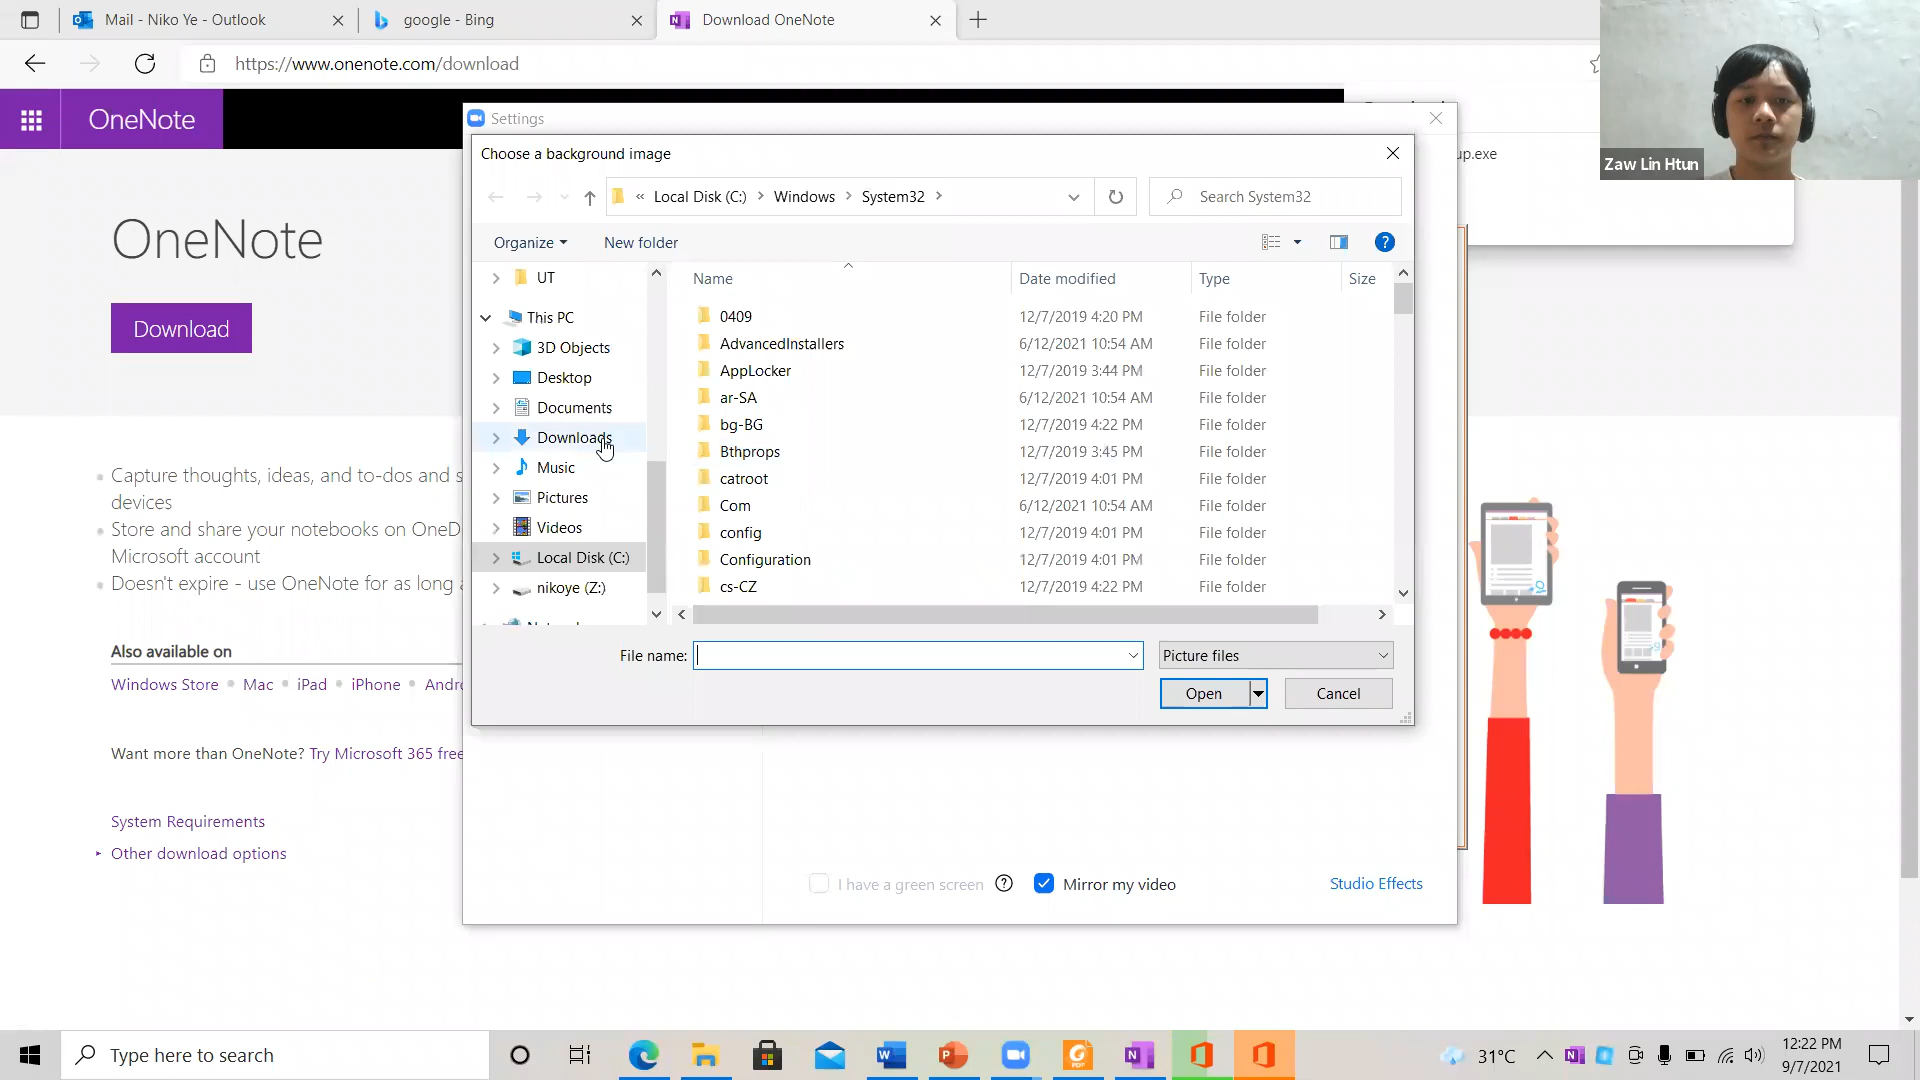 Mail - Niko Ye - Outlook
google - Bing
Download OneNote
https://www.onenote.com/download
OneNote
OneNote
Download
Capture thoughts, ideas, and to-dos and s
devices
Store and share your notebooks on OneD
Microsoft account
Doesn't expire - use OneNote for as long
Also available on
Windows Store
Mac
iPad
iPhone
Andro
Want more than OneNote? Try Microsoft 365 free
System Requirements
Other download options
Settings
Choose a background image
« Local Disk (C:) > Windows > System32 >
Search System32
Organize
New folder
Name
Date modified
Type
Size
UT
This PC
3D Objects
Desktop
Documents
Downloads
Music
Pictures
Videos
Local Disk (C:)
nikoye (Z:)
0409 12/7/2019 4:20 PM File folder
AdvancedInstallers 6/12/2021 10:54 AM File folder
AppLocker 12/7/2019 3:44 PM File folder
ar-SA 6/12/2021 10:54 AM File folder
bg-BG 12/7/2019 4:22 PM File folder
Bthprops 12/7/2019 3:45 PM File folder
catroot 12/7/2019 4:01 PM File folder
Com 6/12/2021 10:54 AM File folder
config 12/7/2019 4:01 PM File folder
Configuration 12/7/2019 4:01 PM File folder
cs-CZ 12/7/2019 4:22 PM File folder
File name:
Picture files
Open
Cancel
I have a green screen
Mirror my video
Studio Effects
up.exe
Zaw Lin Htun
Type here to search
31°C
12:22 PM
9/7/2021